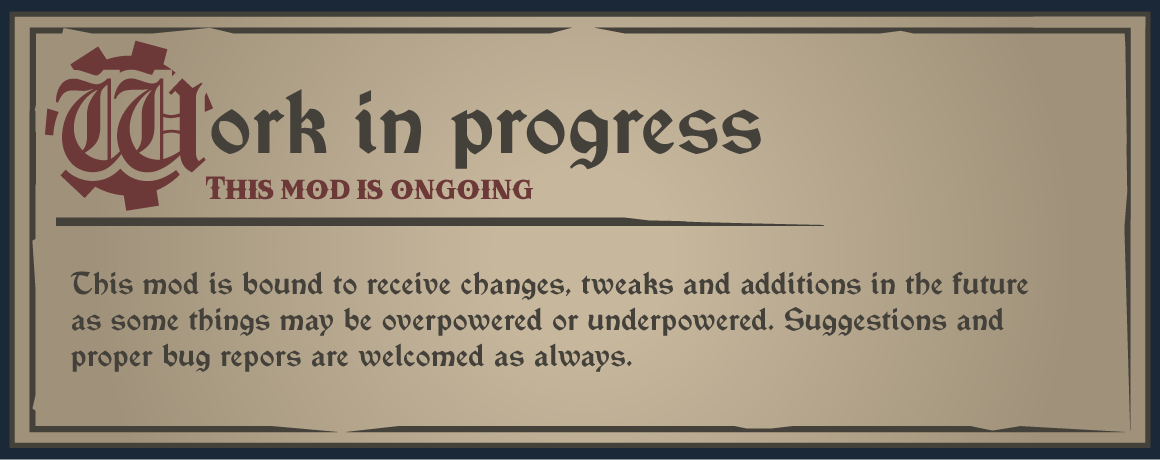 Work in progress
THIS MOD IS ONGOING
This mod is bound to receive changes, tweaks and additions in the future
as some things may be overpowered or underpowered. Suggestions and
proper bug repors are welcomed as always.